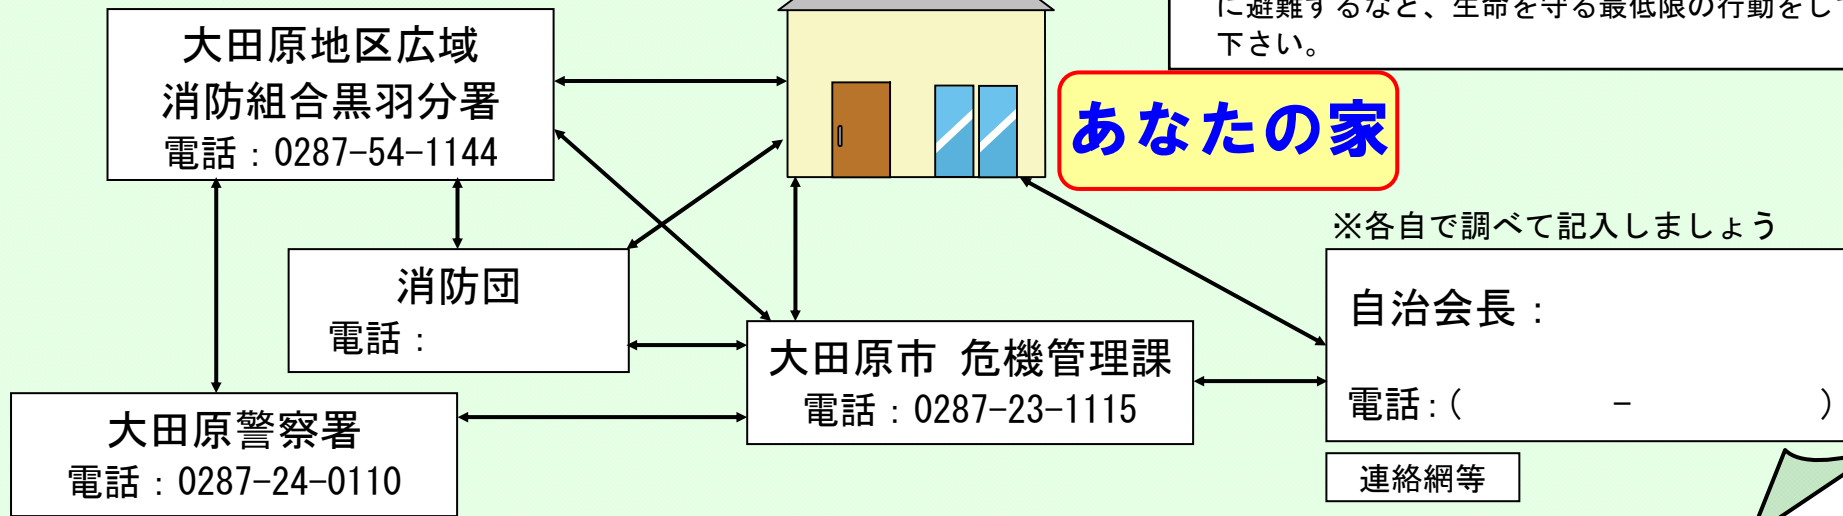 に避難するなど、生命を守る最低限の行動をして
下さい。
大田原地区広域
消防組合黒羽分署
電話：0287-54-1144
あなたの家
※各自で調べて記入しましょう
消防団
電話：
自治会長：
電話：(　　　－　　　)
大田原市 危機管理課
電話：0287-23-1115
大田原警察署
電話：0287-24-0110
連絡網等